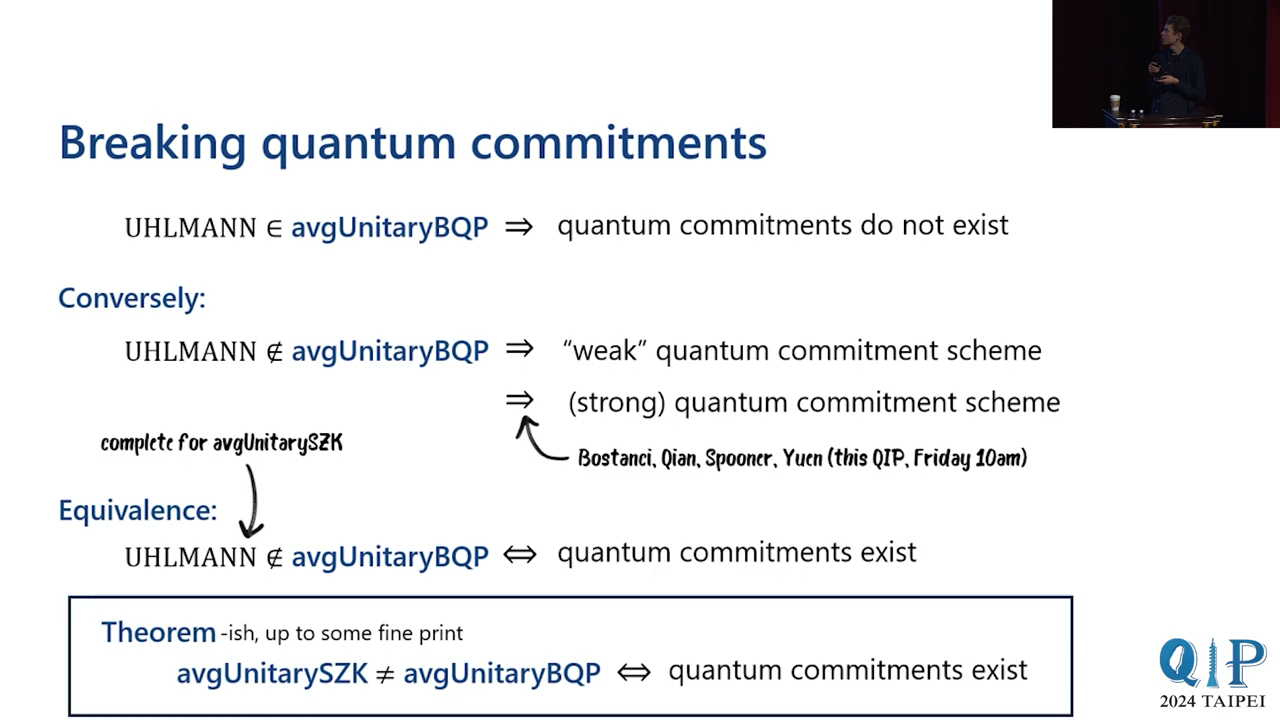 Breaking quantum commitments
UHLMANN ∈ avgUnitaryBQP ⇒ quantum commitments do not exist
Conversely:
UHLMANN ∉ avgUnitaryBQP ⇒ “weak” quantum commitment scheme
⇒ (strong) quantum commitment scheme
complete for avgUnitarySZK
Bostanci, Qian, Spooner, Yuen (this QIP, Friday 10am)
Equivalence:
UHLMANN ∉ avgUnitaryBQP ⇔ quantum commitments exist
Theorem -ish, up to some fine print
avgUnitarySZK ≠ avgUnitaryBQP ⇔ quantum commitments exist
QIP
2024 TAIPEI